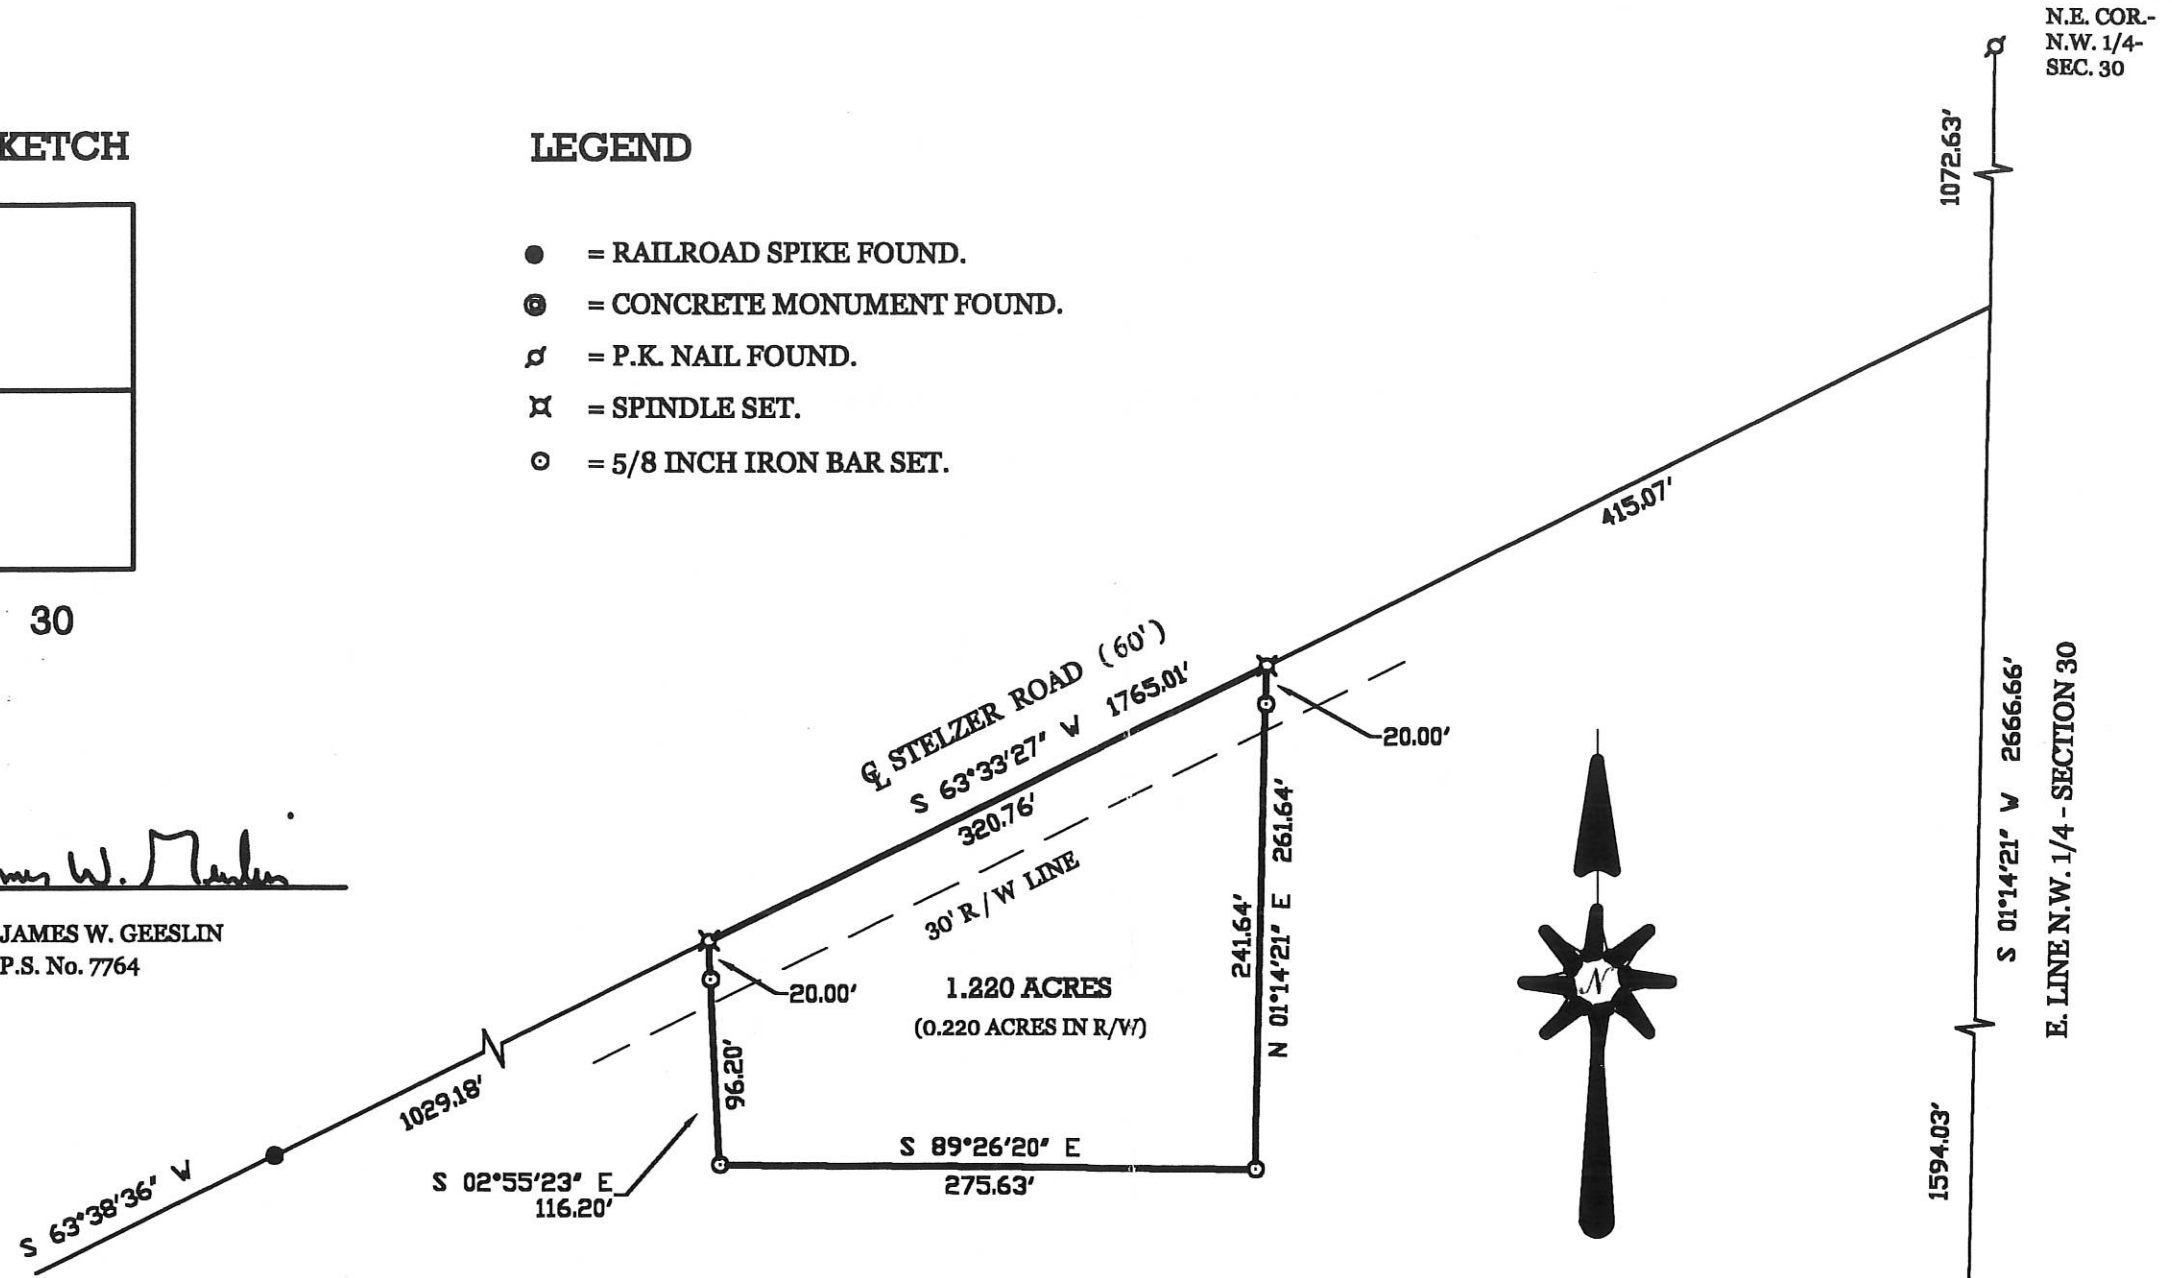 N.E. COR.-
N.W. 1/4-
SEC. 30
1072.63'
KETCH
LEGEND
= RAILROAD SPIKE FOUND.
= CONCRETE MONUMENT FOUND.
= P.K. NAIL FOUND.
= SPINDLE SET.
= 5/8 INCH IRON BAR SET.
30
415.07'
℄ STELZER ROAD (60')
S 63°33'27" W 1765.01'
320.76'
30' R / W LINE
20.00'
20.00'
261.64'
241.64'
N 01°14'21" E
1.220 ACRES
(0.220 ACRES IN R/W)
96.20'
S 89°26'20" E
275.63'
S 02°55'23" E
116.20'
1029.18'
S 63°38'36" W
JAMES W. GEESLIN
P.S. No. 7764
N
S 01°14'21" W 2666.66'
E. LINE N.W. 1/4 - SECTION 30
1594.03'